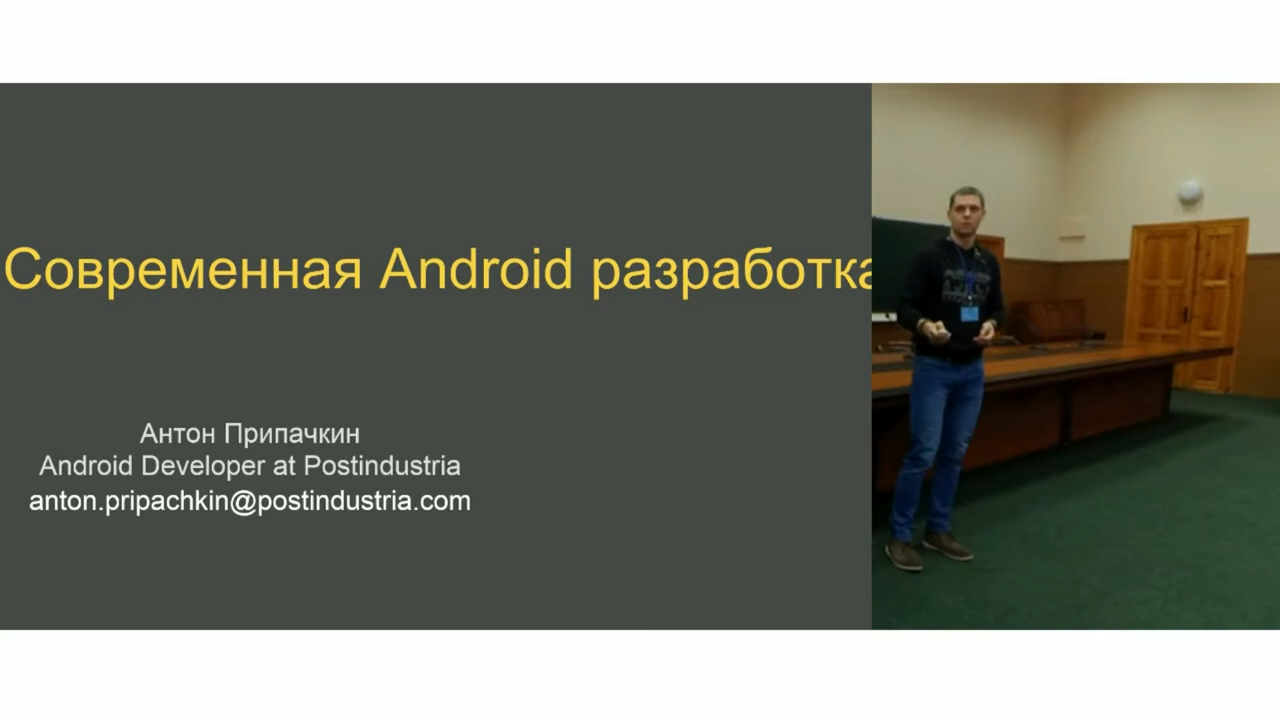 Современная Android разработка
Антон Припачкин
Android Developer at Postindustria
anton.pripachkin@postindustria.com